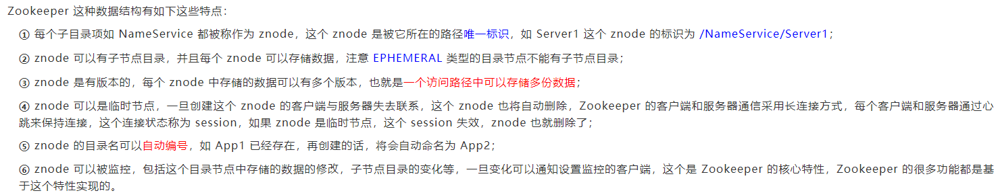 Zookeeper 这种数据结构有如下这些特点：
① 每个子目录项如 NameService 都被称作为 znode，这个 znode 是被它所在的路径唯一标识，如 Server1 这个 znode 的标识为 /NameService/Server1；
② znode 可以有子节点目录，并且每个 znode 可以存储数据，注意 EPHEMERAL 类型的目录节点不能有子节点目录；
③ znode 是有版本的，每个 znode 中存储的数据可以有多个版本，也就是一个访问路径中可以存储多份数据；
④ znode 可以是临时节点，一旦创建这个 znode 的客户端与服务器失去联系，这个 znode 也将自动删除，Zookeeper 的客户端和服务器通信采用长连接方式，每个客户端和服务器通过心
跳来保持连接，这个连接状态称为 session，如果 znode 是临时节点，这个 session 失效，znode 也就删除了；
⑤ znode 的目录名可以自动编号，如 App1 已经存在，再创建的话，将会自动命名为 App2；
⑥ znode 可以被监控，包括这个目录节点中存储的数据的修改，子节点目录的变化等，一旦变化可以通知设置监控的客户端，这个是 Zookeeper 的核心特性，Zookeeper 的很多功能都是基
于这个特性实现的。